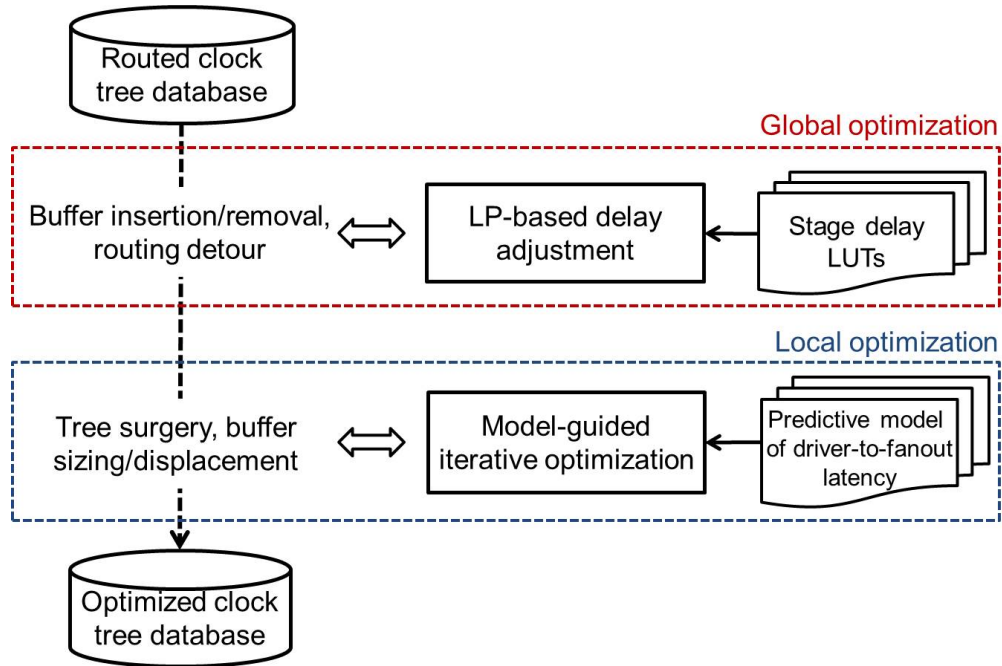 Routed clock
tree database
Global optimization
Buffer insertion/removal,
routing detour
LP-based delay
adjustment
Stage delay
LUTs
Local optimization
Tree surgery, buffer
sizing/displacement
Model-guided
iterative optimization
Predictive model
of driver-to-fanout
latency
Optimized clock
tree database